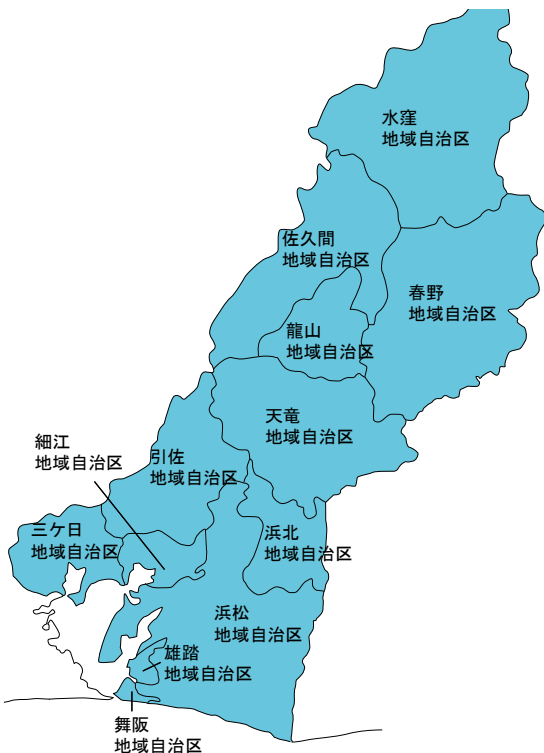 水窪
地域自治区
佐久間
地域自治区
春野
地域自治区
龍山
地域自治区
天竜
地域自治区
細江
地域自治区
引佐
地域自治区
三ケ日
地域自治区
浜北
地域自治区
浜松
地域自治区
雄踏
地域自治区
舞阪
地域自治区